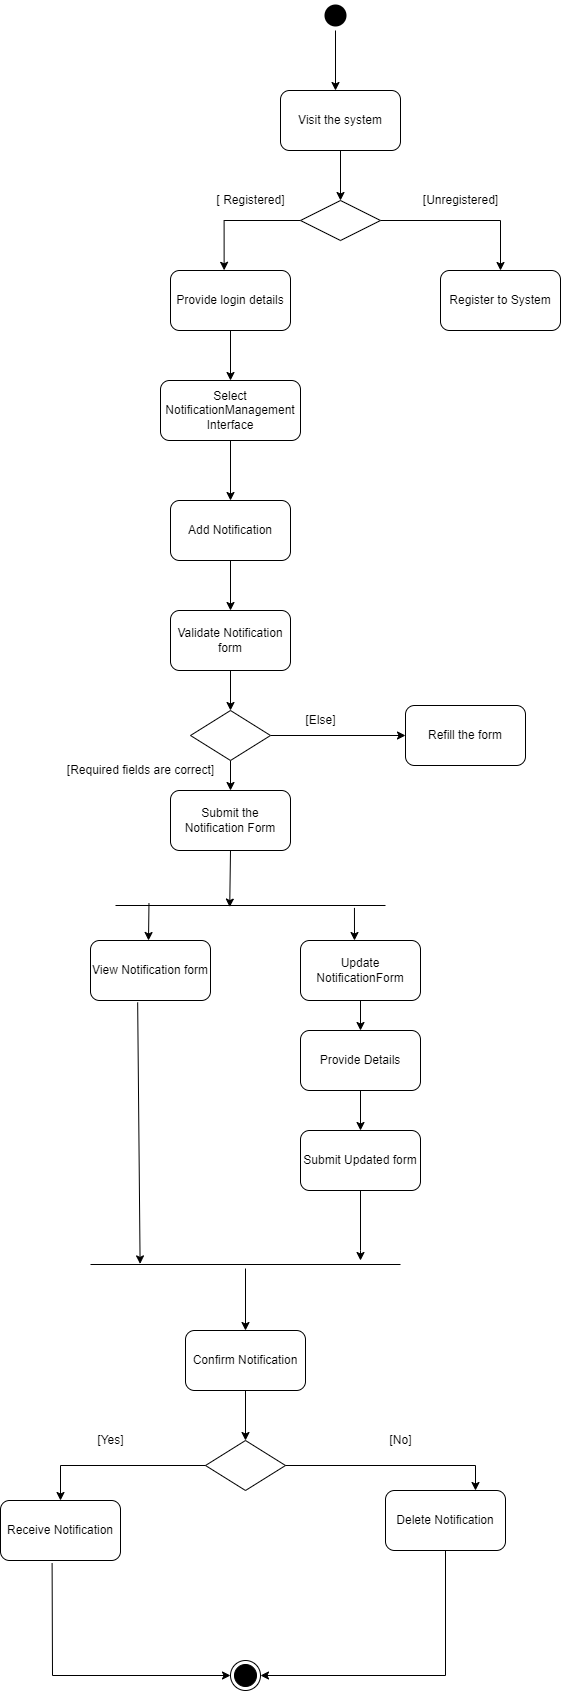 Visit the system
[ Registered]
[Unregistered]
Provide login details
Register to System
Select
NotificationManagement
Interface
Add Notification
Validate Notification
form
[Else]
Refill the form
[Required fields are correct]
Submit the
Notification Form
View Notification form
Update
NotificationForm
Provide Details
Submit Updated form
Confirm Notification
[Yes]
[No]
Receive Notification
Delete Notification